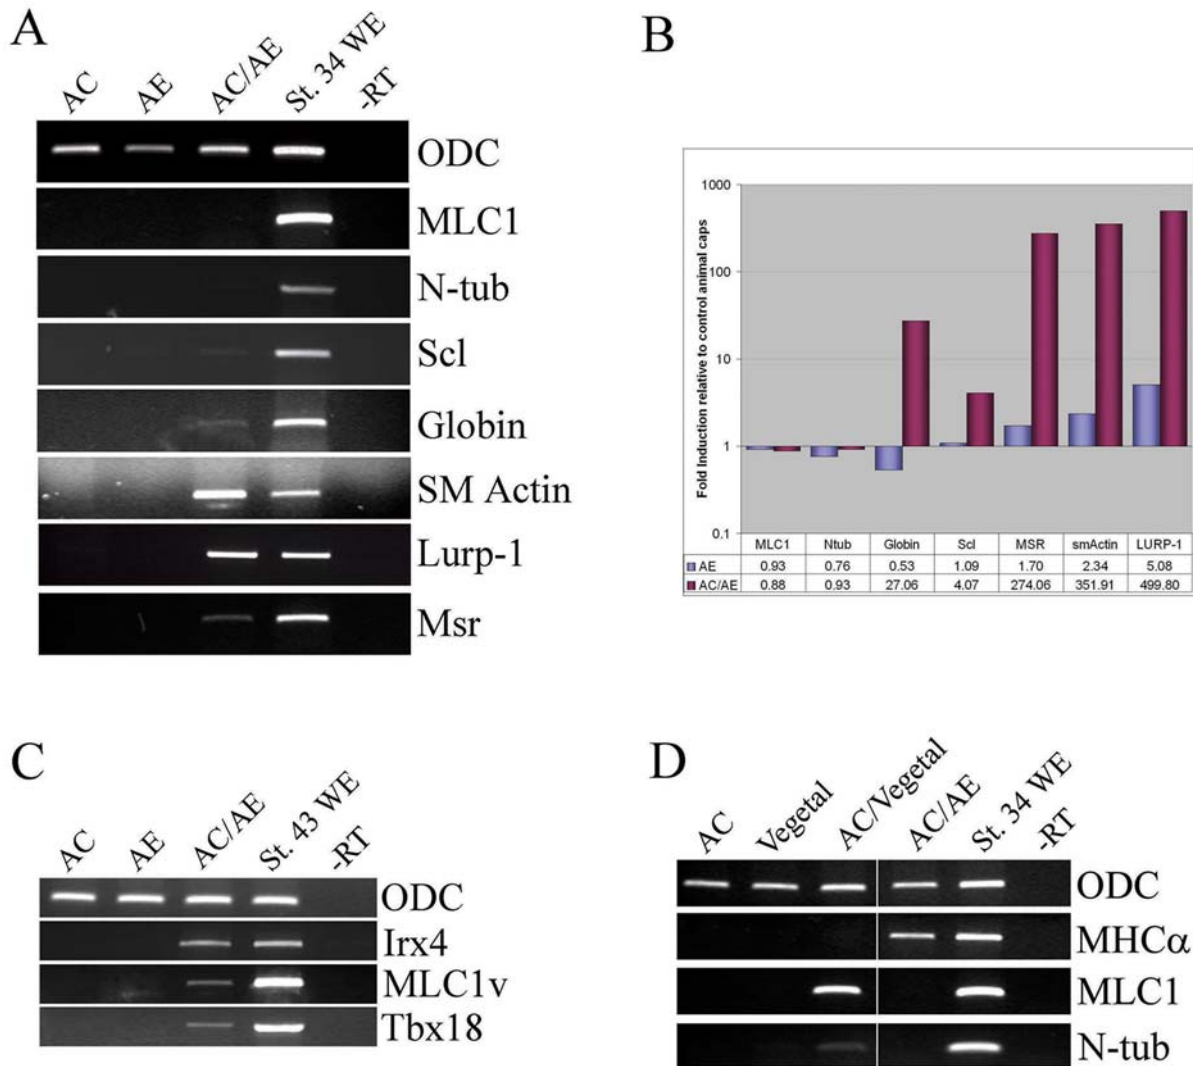 A
AC AE AC/AE St. 34 WE -RT
ODC
MLC1
N-tub
Scl
Globin
SM Actin
Lurp-1
Msr
B
Fold Induction relative to control animal caps
1000
100
10
1
0.1
MLC1 Ntub Globin Scl MSR smActin LURP-1
AE 0.93 0.76 0.53 1.09 1.70 2.34 5.08
AC/AE 0.88 0.93 27.06 4.07 274.06 351.91 499.80
C
AC AE AC/AE St. 43 WE -RT
ODC
Irx4
MLC1v
Tbx18
D
AC Vegetal AC/Vegetal AC/AE St. 34 WE -RT
ODC
MHCα
MLC1
N-tub